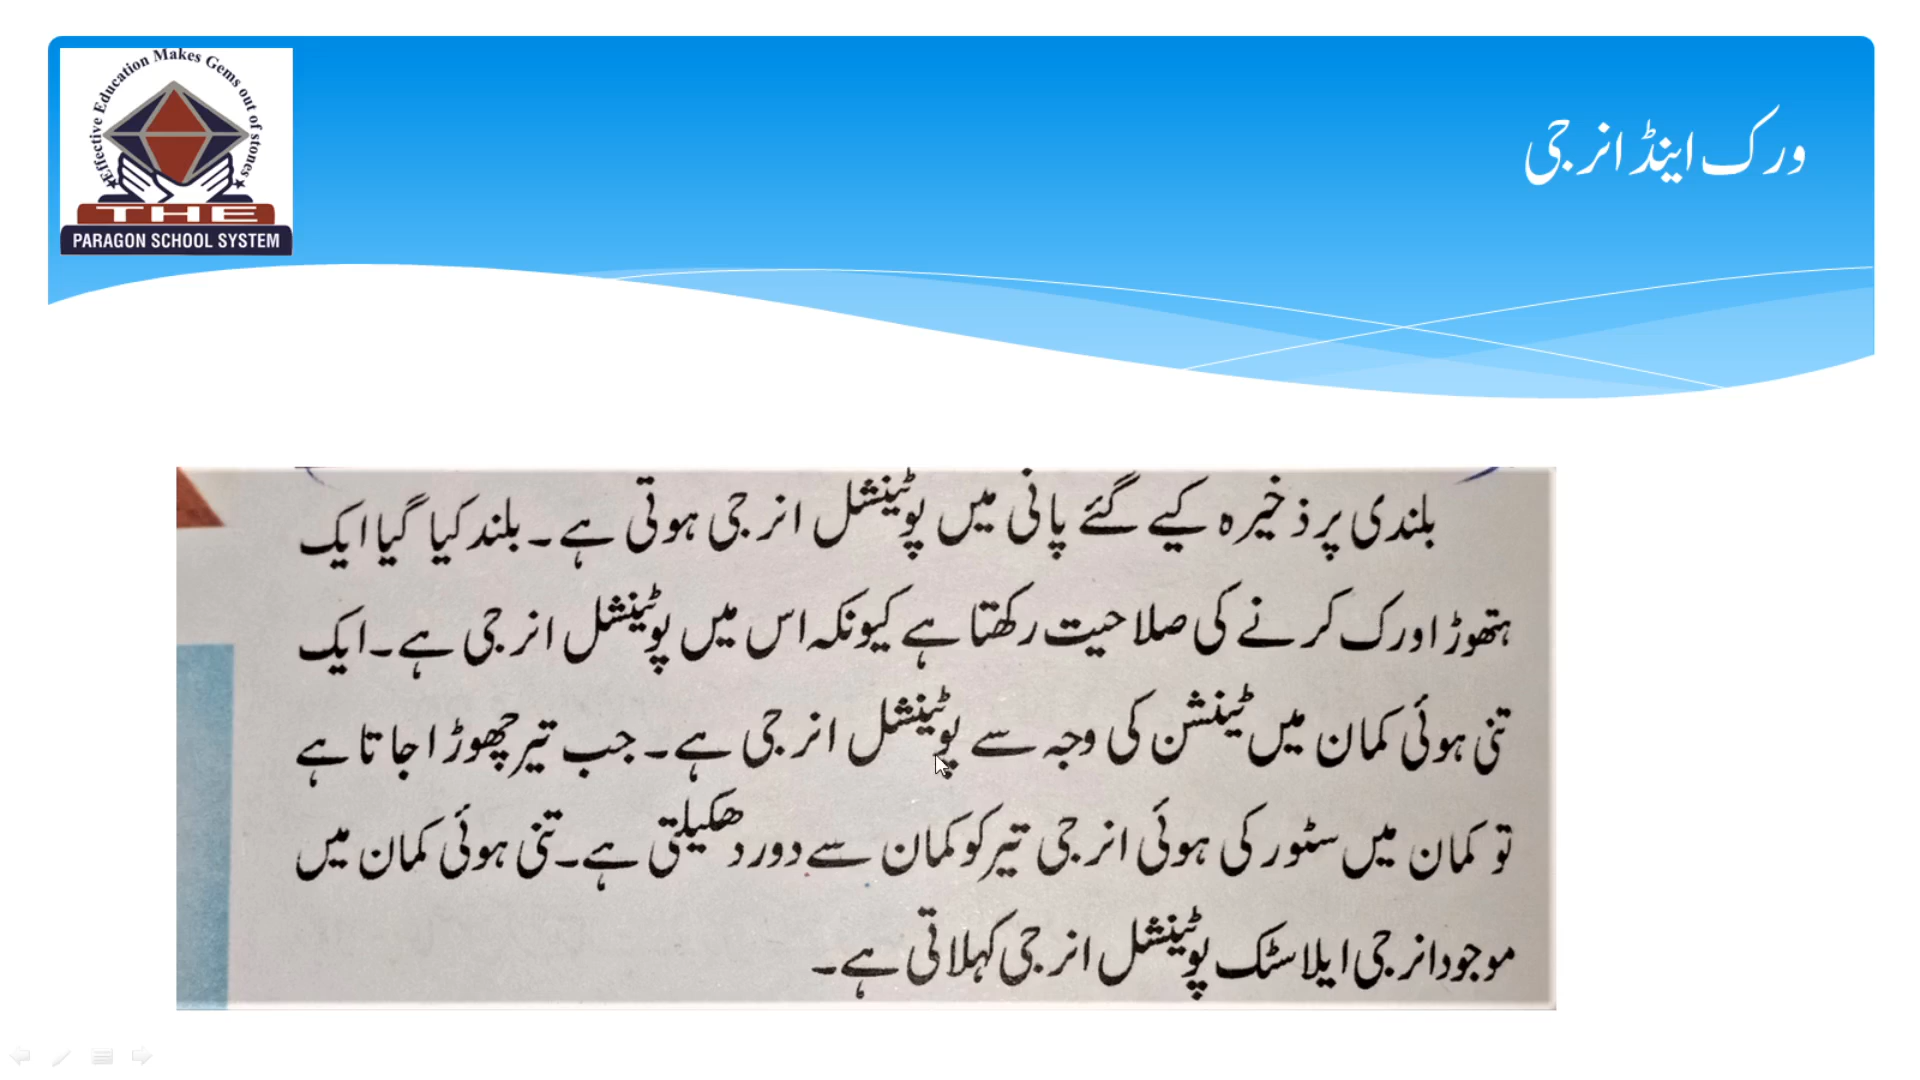 Effective Education Makes Gems out of stones
THE
PARAGON SCHOOL SYSTEM
ورک اینڈ انرجی
بلندی پر ذخیرہ کیے گئے پانی میں پوٹینشل انرجی ہوتی ہے۔ بلند کیا گیا ایک
ہتھوڑا ورک کرنے کی صلاحیت رکھتا ہے کیونکہ اس میں پوٹینشل انرجی ہے۔ ایک
تنی ہوئی کمان میں ٹینشن کی وجہ سے پوٹینشل انرجی ہے۔ جب تیر چھوڑا جاتا ہے
تو کمان میں سٹور کی ہوئی انرجی تیر کو کمان سے دور دھکیلتی ہے۔ تنی ہوئی کمان میں
موجود انرجی ایلاسٹک پوٹینشل انرجی کہلاتی ہے۔